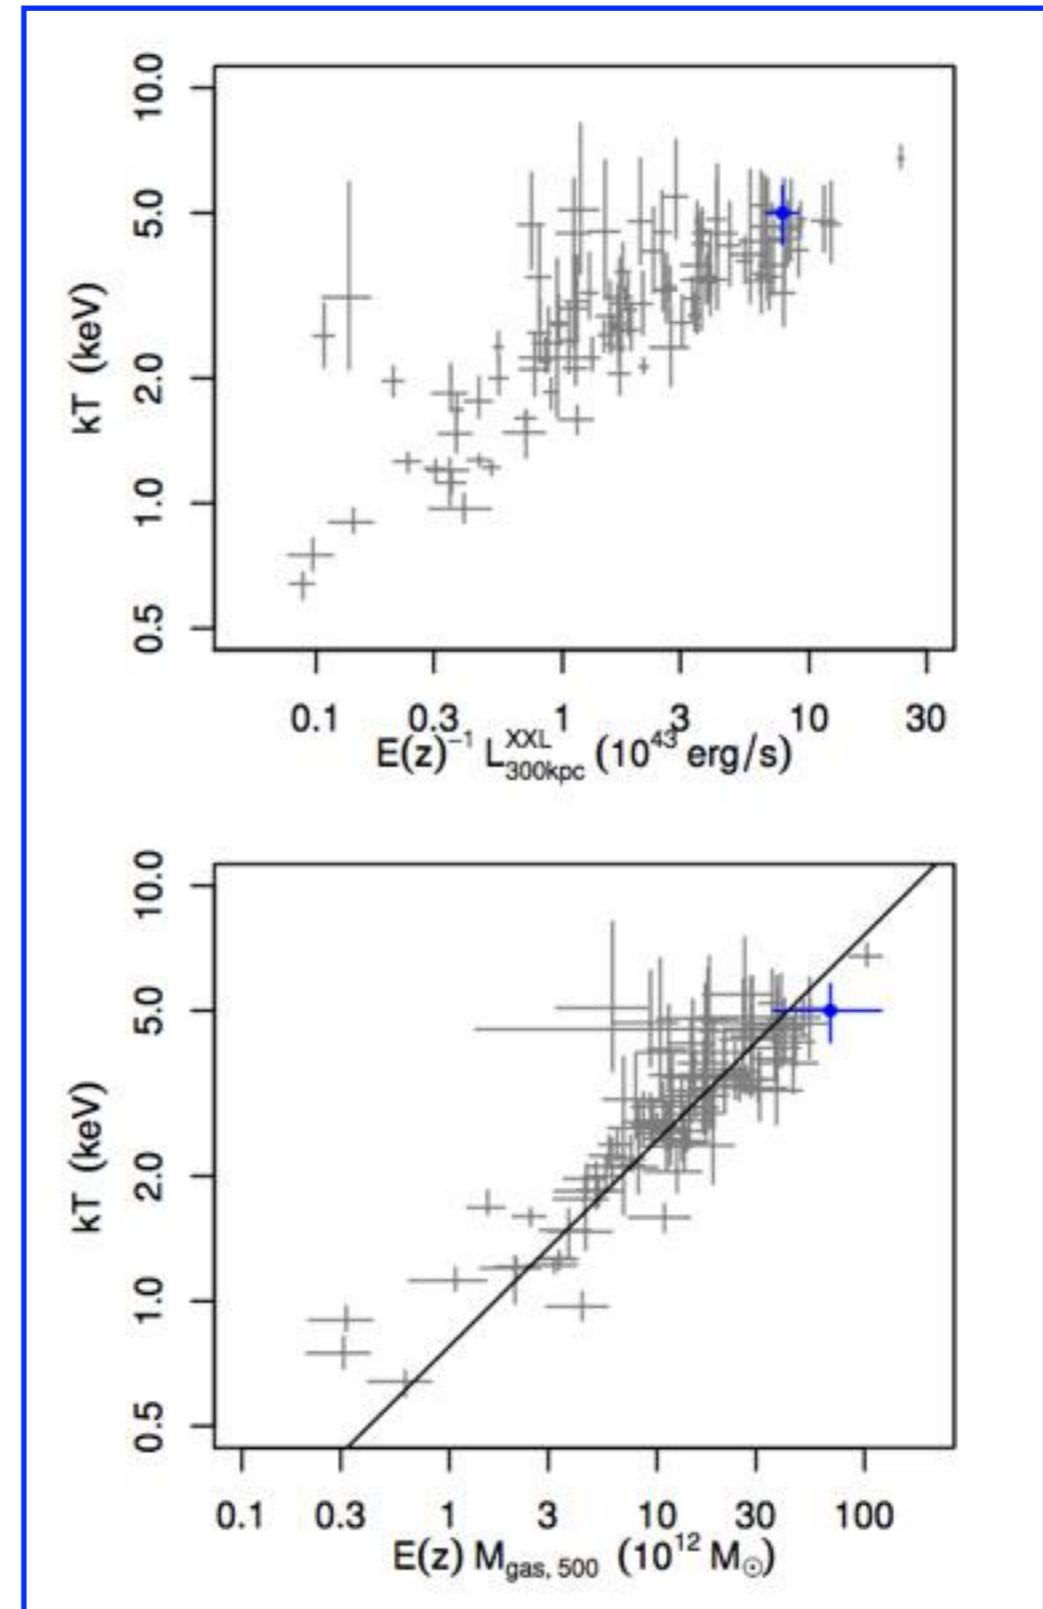 10.0
5.0
2.0
1.0
0.5
kT (keV)
0.1 0.3 1 3 10 30
E(z)⁻¹ L^XXL_300kpc (10⁴³ erg/s)
10.0
5.0
2.0
1.0
0.5
kT (keV)
0.1 0.3 1 3 10 30 100
E(z) M_gas, 500 (10¹² M_⊙)